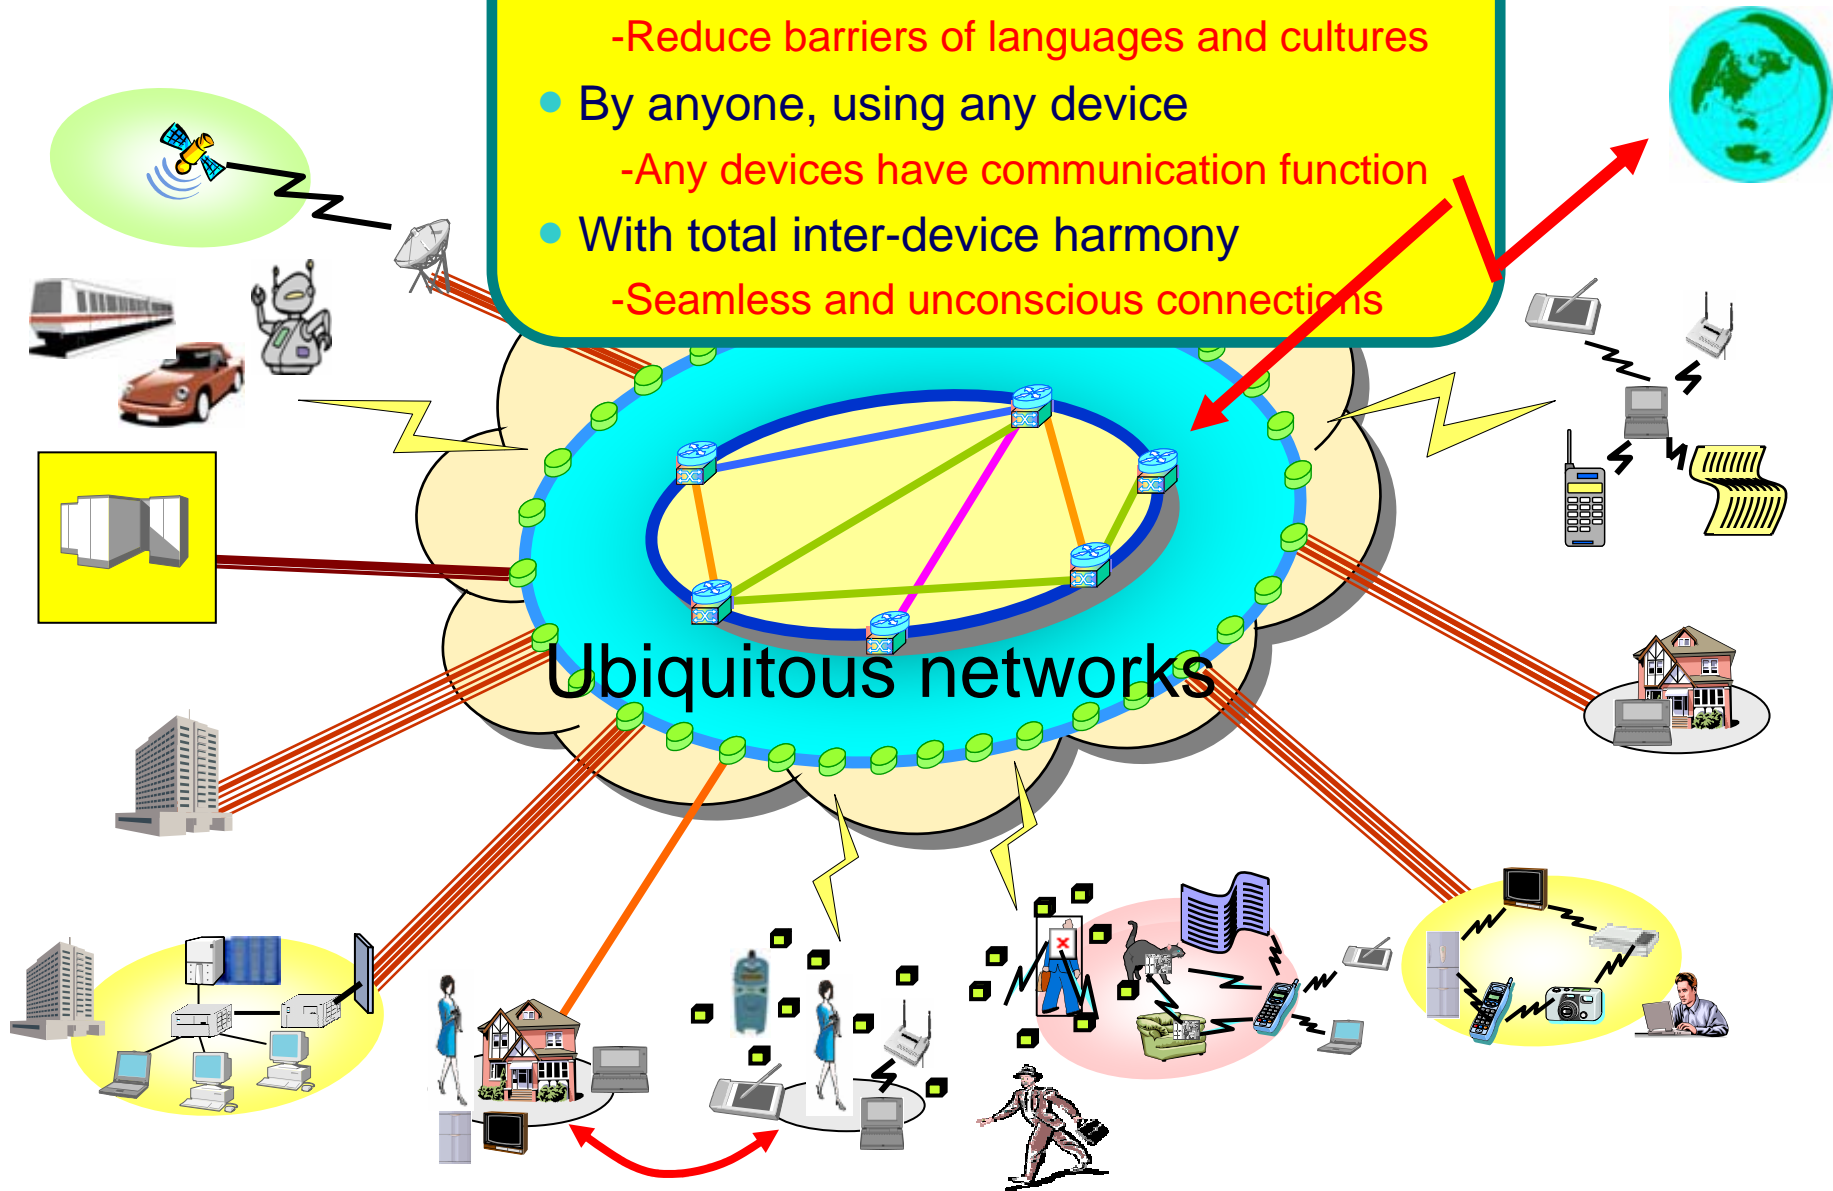 -Reduce barriers of languages and cultures
● By anyone, using any device
-Any devices have communication function
● With total inter-device harmony
-Seamless and unconscious connections
Ubiquitous networks